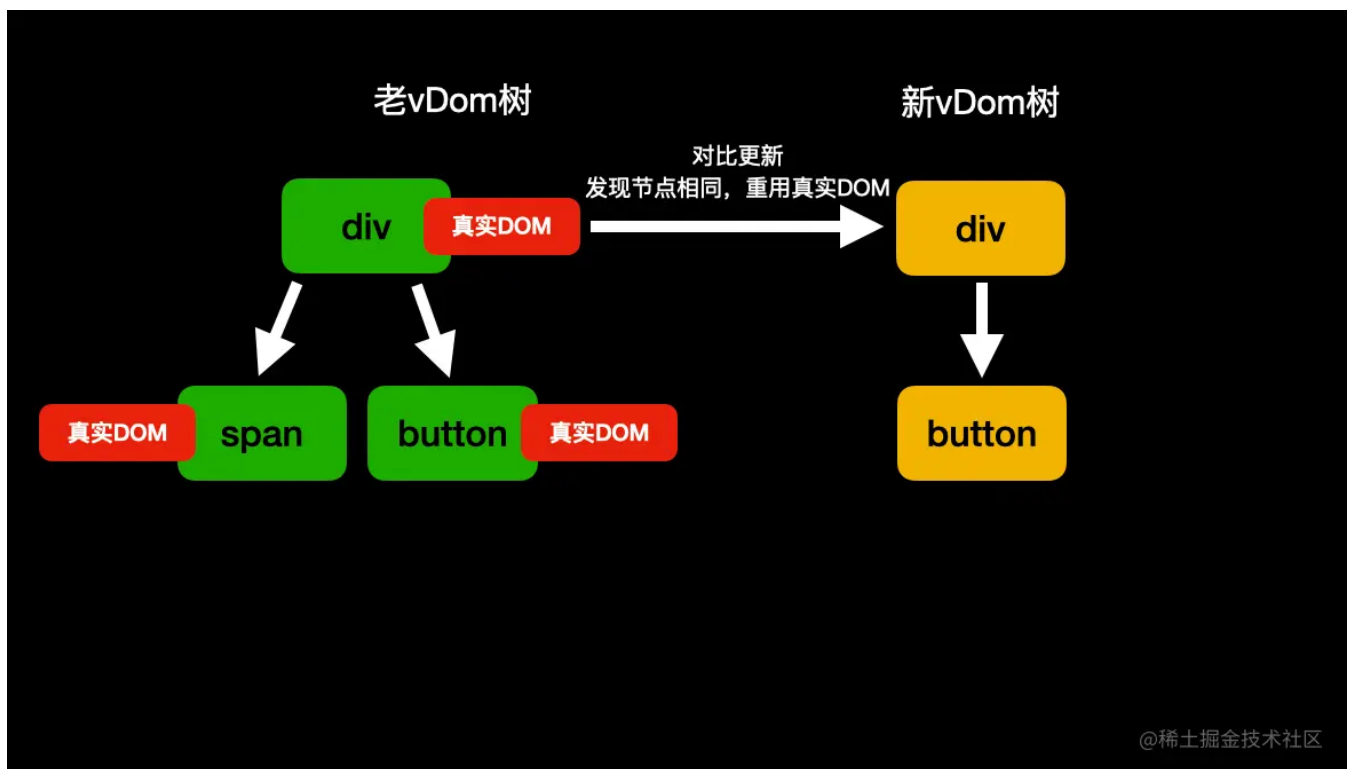 老vDom树
新vDom树
对比更新
发现节点相同，重用真实DOM
div
真实DOM
div
真实DOM
span
button
真实DOM
button
@稀土掘金技术社区